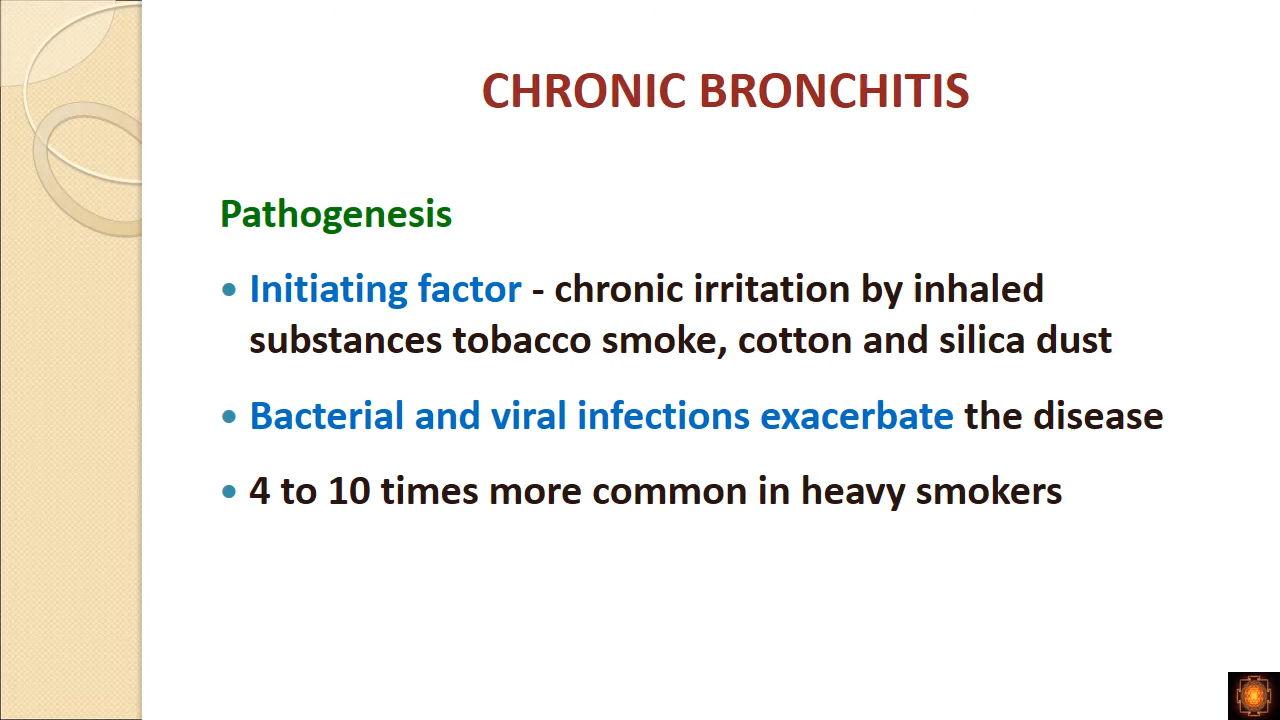 CHRONIC BRONCHITIS
Pathogenesis
• Initiating factor - chronic irritation by inhaled
substances tobacco smoke, cotton and silica dust
• Bacterial and viral infections exacerbate the disease
• 4 to 10 times more common in heavy smokers